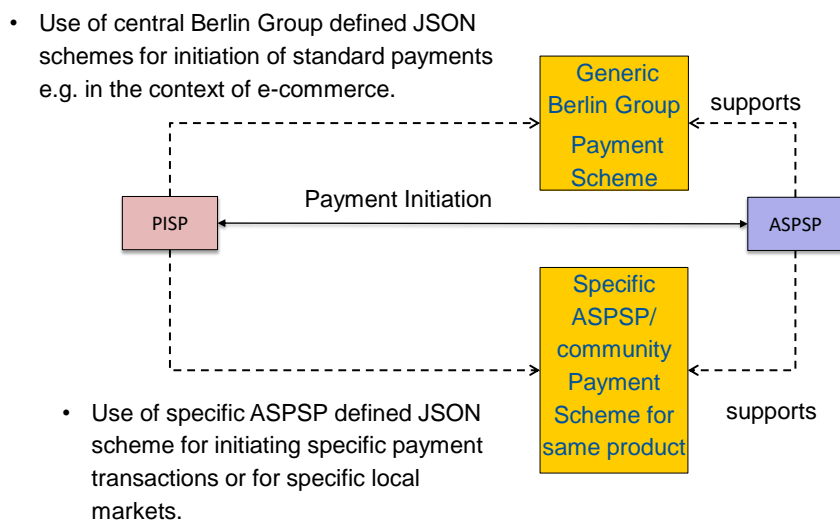 • Use of central Berlin Group defined JSON
schemes for initiation of standard payments
e.g. in the context of e-commerce.
Generic
Berlin Group
Payment
Scheme
supports
Payment Initiation
PISP
ASPSP
Specific
ASPSP/
community
Payment
Scheme for
same product
supports
• Use of specific ASPSP defined JSON
scheme for initiating specific payment
transactions or for specific local
markets.